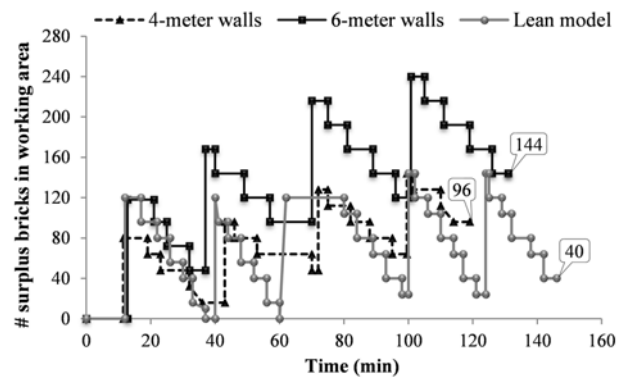 4-meter walls 6-meter walls Lean model
# surplus bricks in working area
280
240
200
160
120
80
40
0
144
96
40
0 20 40 60 80 100 120 140 160
Time (min)